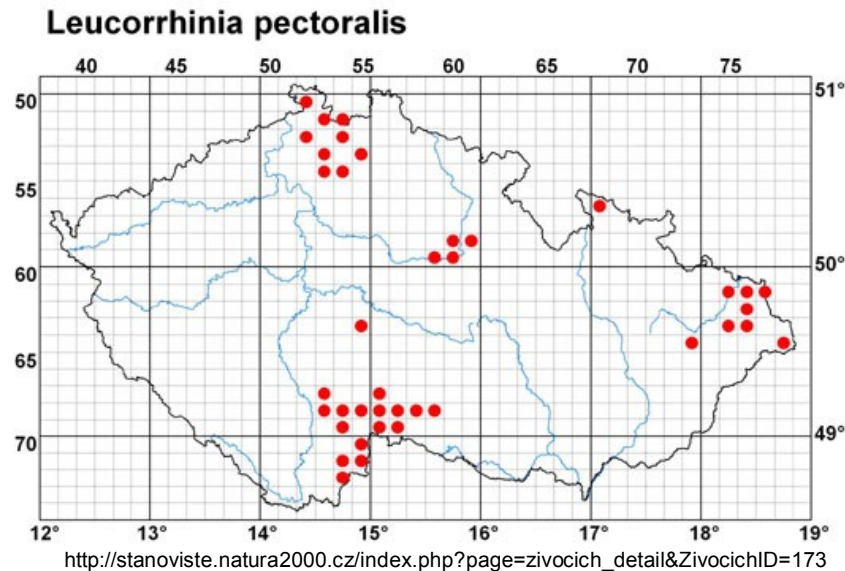 Leucorrhinia pectoralis
40 45 50 55 60 65 70 75
50 51°
55
60 50°
65
70 49°
12° 13° 14° 15° 16° 17° 18° 19°
http://stanoviste.natura2000.cz/index.php?page=zivocich_detail&ZivocichID=173